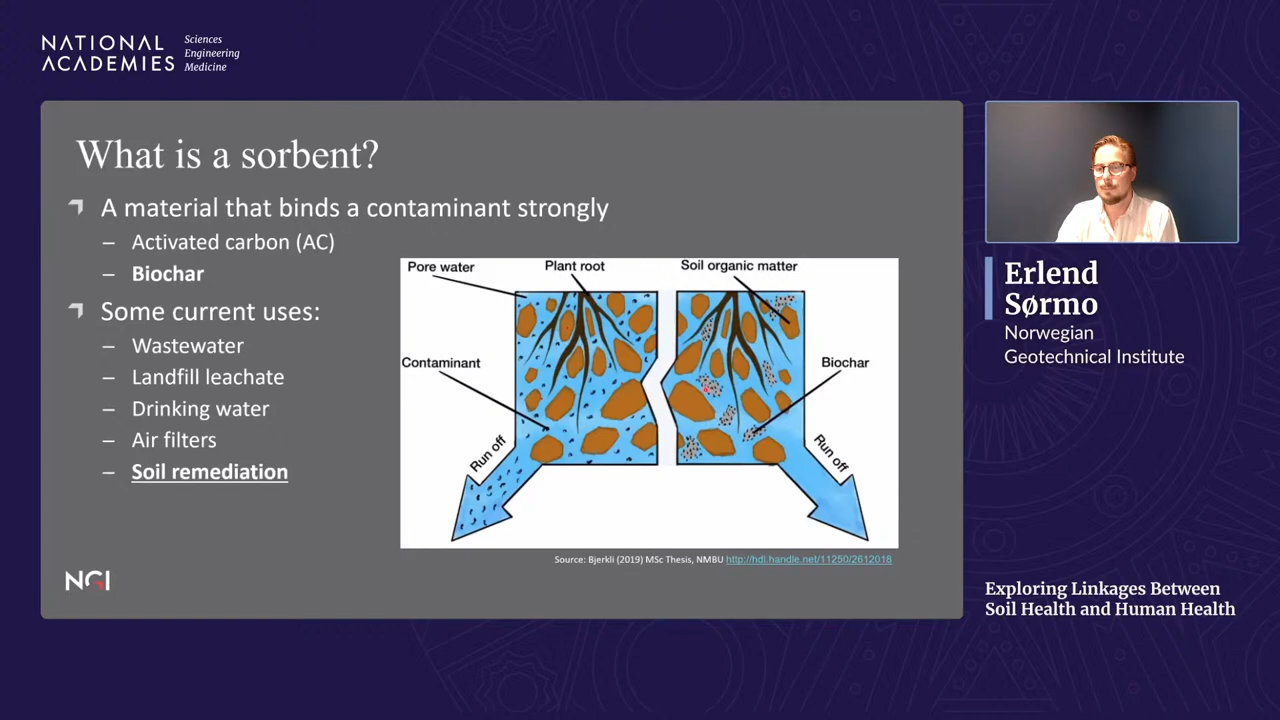 NATIONAL
ACADEMIES
Sciences
Engineering
Medicine
What is a sorbent?
A material that binds a contaminant strongly
– Activated carbon (AC)
– Biochar
Some current uses:
– Wastewater
– Landfill leachate
– Drinking water
– Air filters
– Soil remediation
Pore water
Plant root
Soil organic matter
Contaminant
Biochar
Run off
Run off
Source: Bjerkli (2019) MSc Thesis, NMBU http://hdl.handle.net/11250/2612018
NGI
Erlend
Sørmo
Norwegian
Geotechnical Institute
Exploring Linkages Between
Soil Health and Human Health